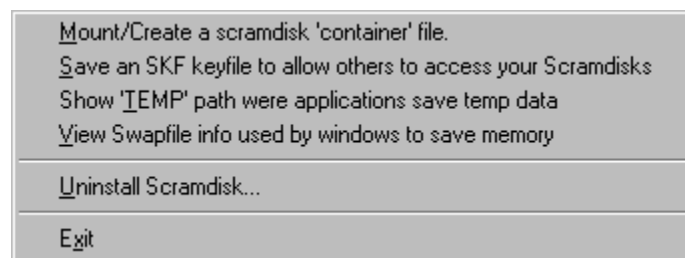 Mount/Create a scramdisk 'container' file.
Save an SKF keyfile to allow others to access your Scramdisks
Show 'TEMP' path were applications save temp data
View Swapfile info used by windows to save memory
Uninstall Scramdisk...
Exit